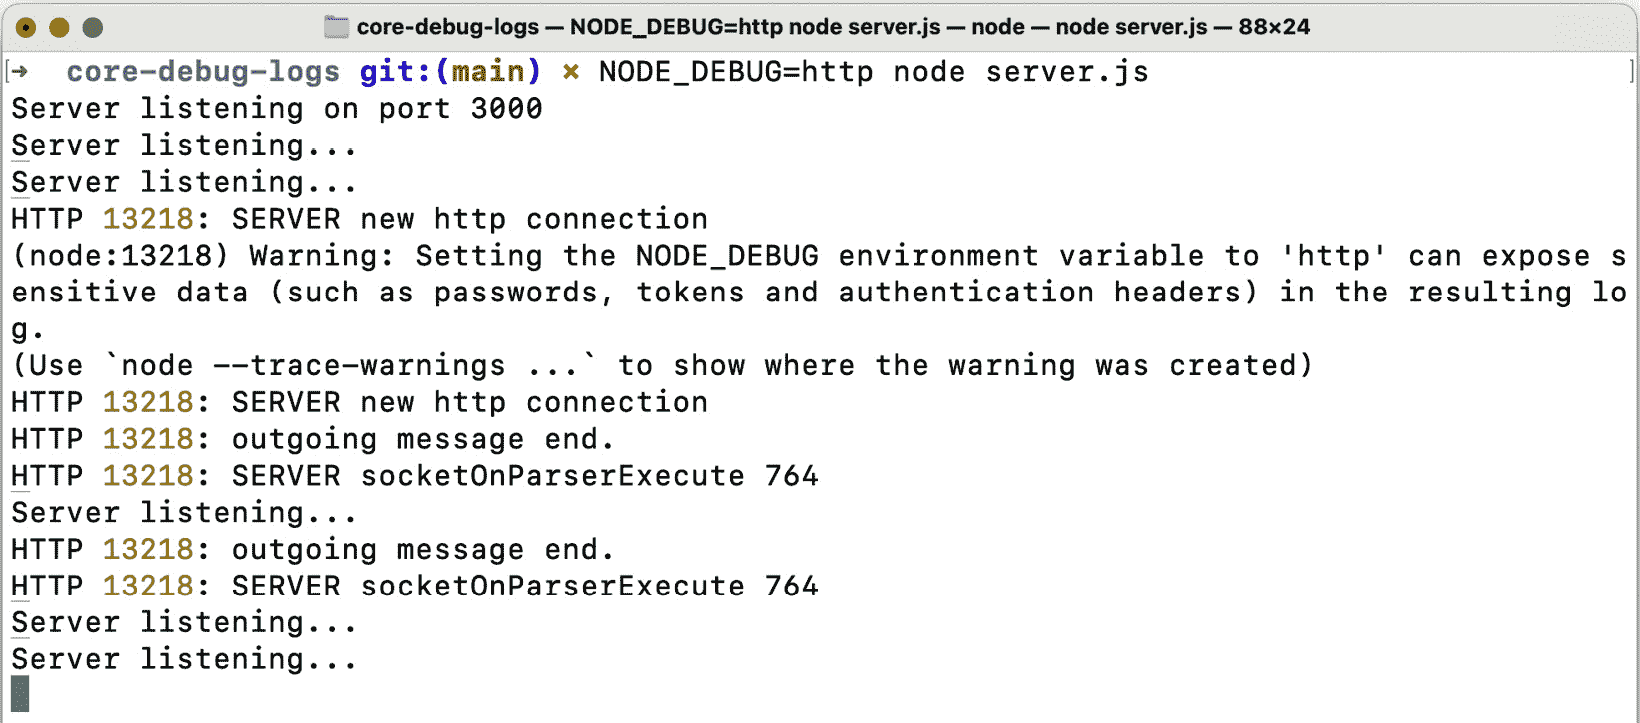 core-debug-logs — NODE_DEBUG=http node server.js — node — node server.js — 88×24
[➜  core-debug-logs git:(main) × NODE_DEBUG=http node server.js ]
Server listening on port 3000
Server listening...
Server listening...
HTTP 13218: SERVER new http connection
(node:13218) Warning: Setting the NODE_DEBUG environment variable to 'http' can expose s
ensitive data (such as passwords, tokens and authentication headers) in the resulting lo
g.
(Use `node --trace-warnings ...` to show where the warning was created)
HTTP 13218: SERVER new http connection
HTTP 13218: outgoing message end.
HTTP 13218: SERVER socketOnParserExecute 764
Server listening...
HTTP 13218: outgoing message end.
HTTP 13218: SERVER socketOnParserExecute 764
Server listening...
Server listening...